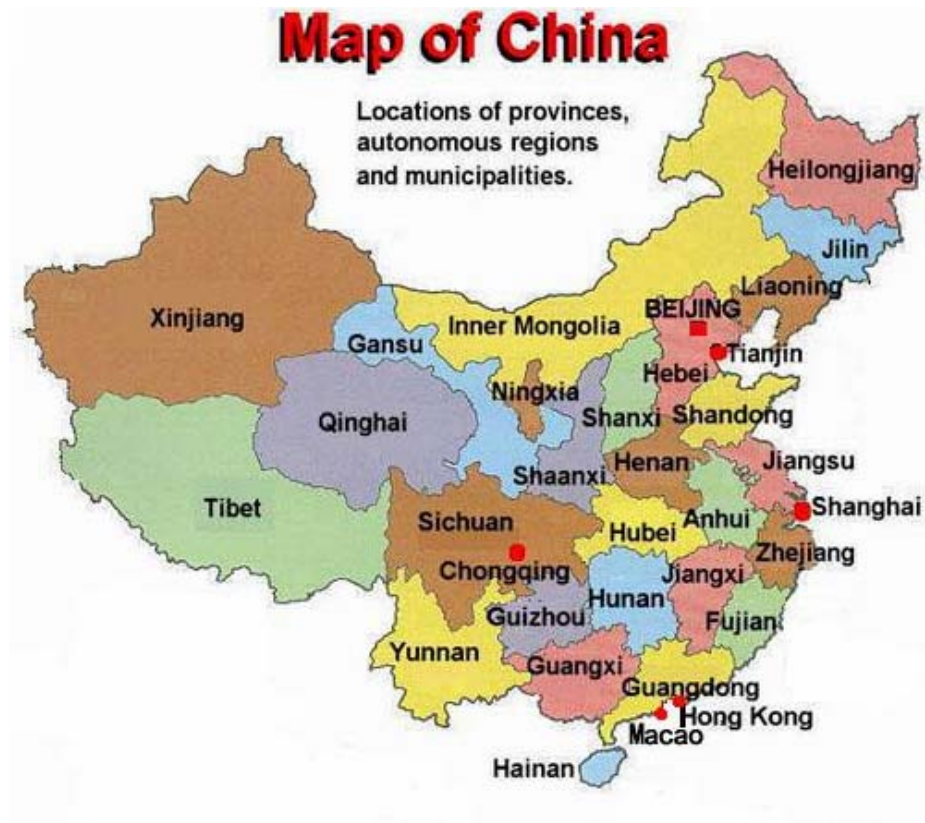 Map of China
Locations of provinces,
autonomous regions
and municipalities.
Heilongjiang
Jilin
Liaoning
BEIJING
Inner Mongolia
Xinjiang
Gansu
Tianjin
Hebei
Ningxia
Qinghai
Shanxi
Shandong
Henan
Jiangsu
Shaanxi
Tibet
Shanghai
Sichuan
Anhui
Hubei
Zhejiang
Chongqing
Jiangxi
Hunan
Guizhou
Fujian
Yunnan
Guangxi
Guangdong
Hong Kong
Macao
Hainan